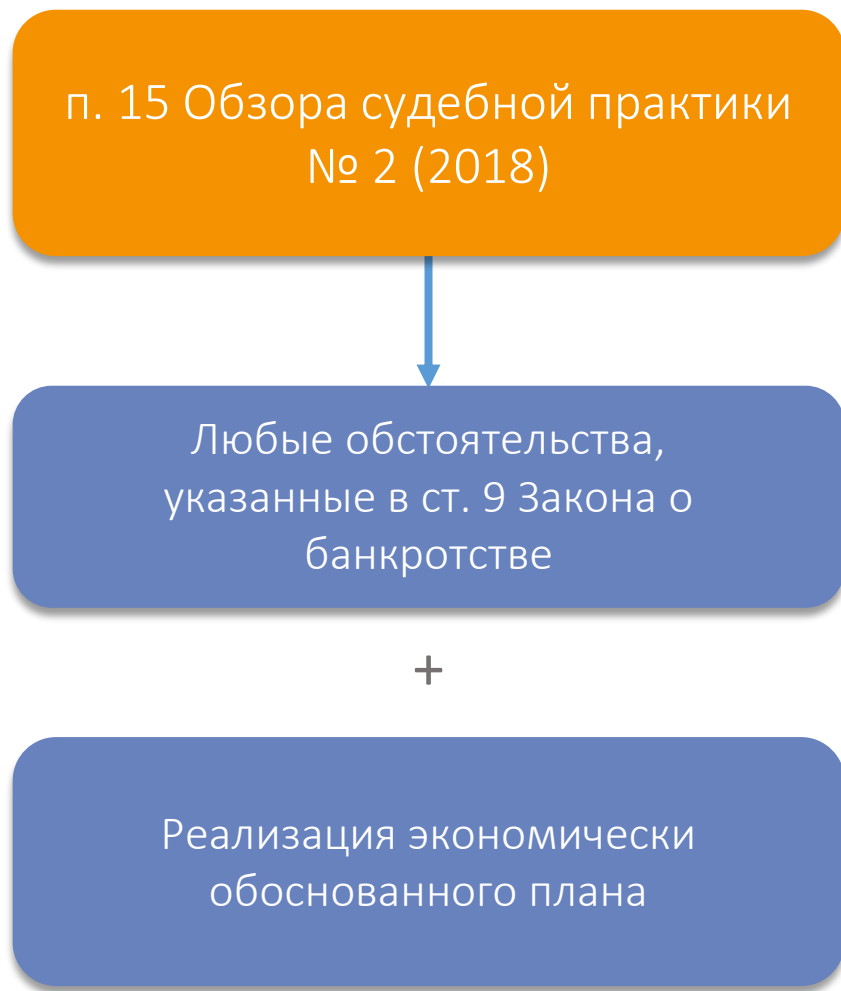 п. 15 Обзора судебной практики
№ 2 (2018)
Любые обстоятельства,
указанные в ст. 9 Закона о
банкротстве
+
Реализация экономически
обоснованного плана